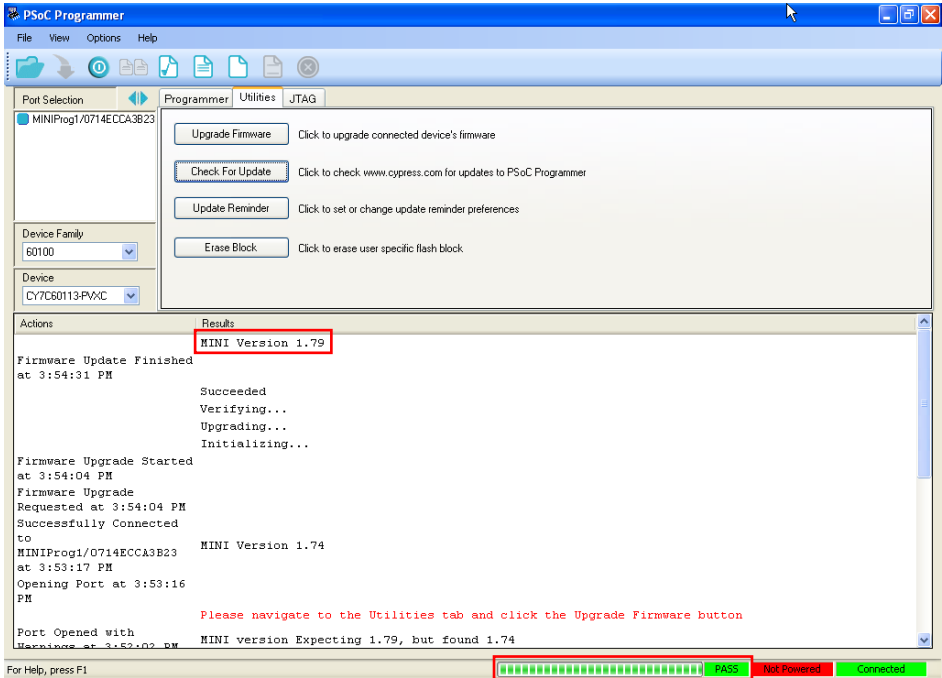 PSoC Programmer
File View Options Help
Port Selection
Programmer Utilities JTAG
MINIProg1/0714ECCA3B23
Upgrade Firmware Click to upgrade connected device's firmware
Check For Update Click to check www.cypress.com for updates to PSoC Programmer
Update Reminder Click to set or change update reminder preferences
Erase Block Click to erase user specific flash block
Device Family
60100
Device
CY7C60113-PVXC
Actions Results
MINI Version 1.79
Firmware Update Finished
at 3:54:31 PM
Succeeded
Verifying...
Upgrading...
Initializing...
Firmware Upgrade Started
at 3:54:04 PM
Firmware Upgrade
Requested at 3:54:04 PM
Successfully Connected
to
MINIProg1/0714ECCA3B23
at 3:53:17 PM
MINI Version 1.74
Opening Port at 3:53:16
PM
Please navigate to the Utilities tab and click the Upgrade Firmware button
Port Opened with
Warnings at 3:52:02 PM
MINI version Expecting 1.79, but found 1.74
For Help, press F1
PASS Not Powered Connected